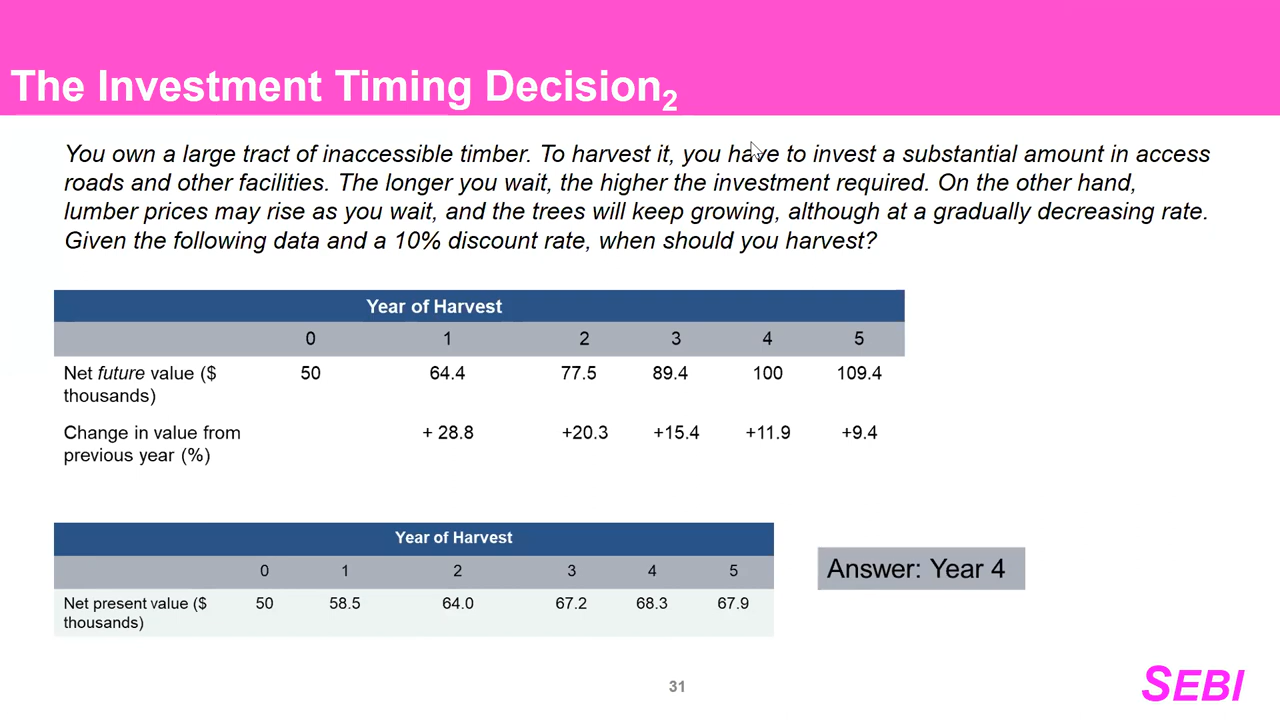 The Investment Timing Decision2
You own a large tract of inaccessible timber. To harvest it, you have to invest a substantial amount in access
roads and other facilities. The longer you wait, the higher the investment required. On the other hand,
lumber prices may rise as you wait, and the trees will keep growing, although at a gradually decreasing rate.
Given the following data and a 10% discount rate, when should you harvest?
Year of Harvest
0 1 2 3 4 5
Net future value ($ 50 64.4 77.5 89.4 100 109.4
thousands)
Change in value from + 28.8 +20.3 +15.4 +11.9 +9.4
previous year (%)
Year of Harvest
0 1 2 3 4 5
Net present value ($ 50 58.5 64.0 67.2 68.3 67.9
thousands)
Answer: Year 4
31
SEBI